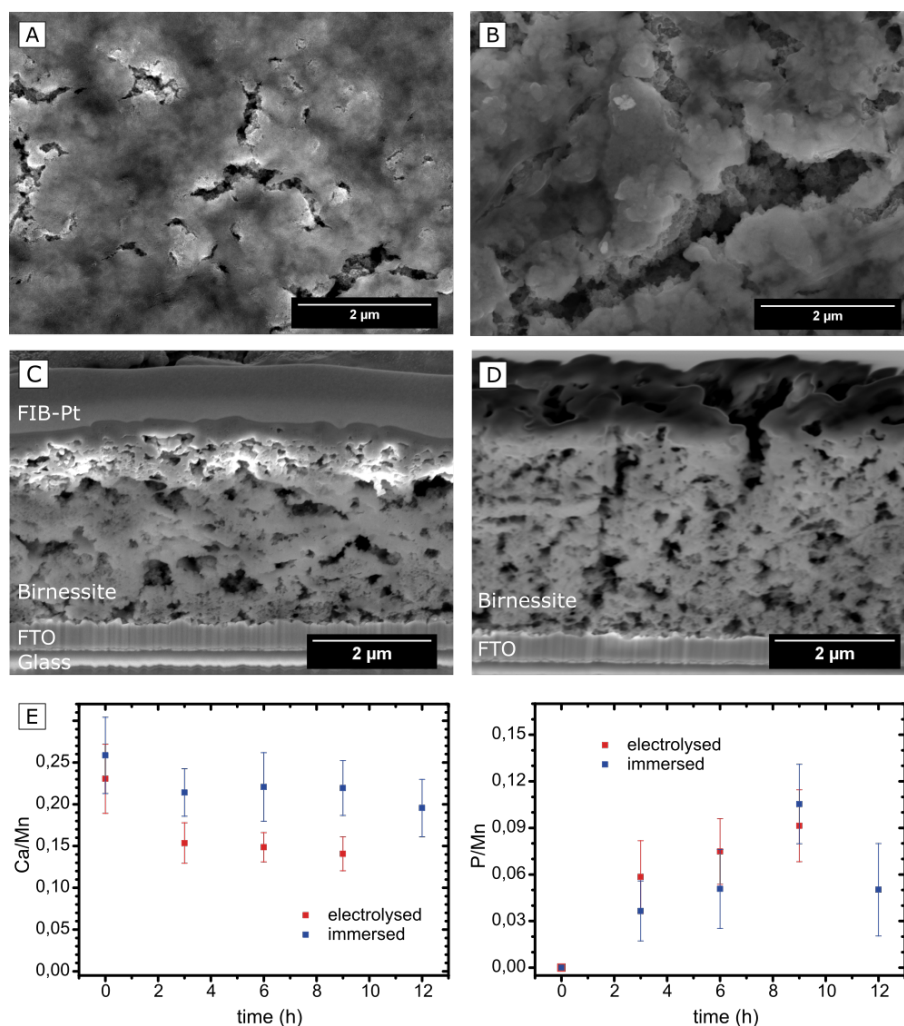 A
2 µm
B
2 µm
C
FIB-Pt
Birnessite
FTO
Glass
2 µm
D
Birnessite
FTO
2 µm
E
Ca/Mn
0,25
0,20
0,15
0,10
0,05
0,00
electrolysed
immersed
0 2 4 6 8 10 12
time (h)
P/Mn
0,15
0,12
0,09
0,06
0,03
0,00
electrolysed
immersed
0 2 4 6 8 10 12
time (h)